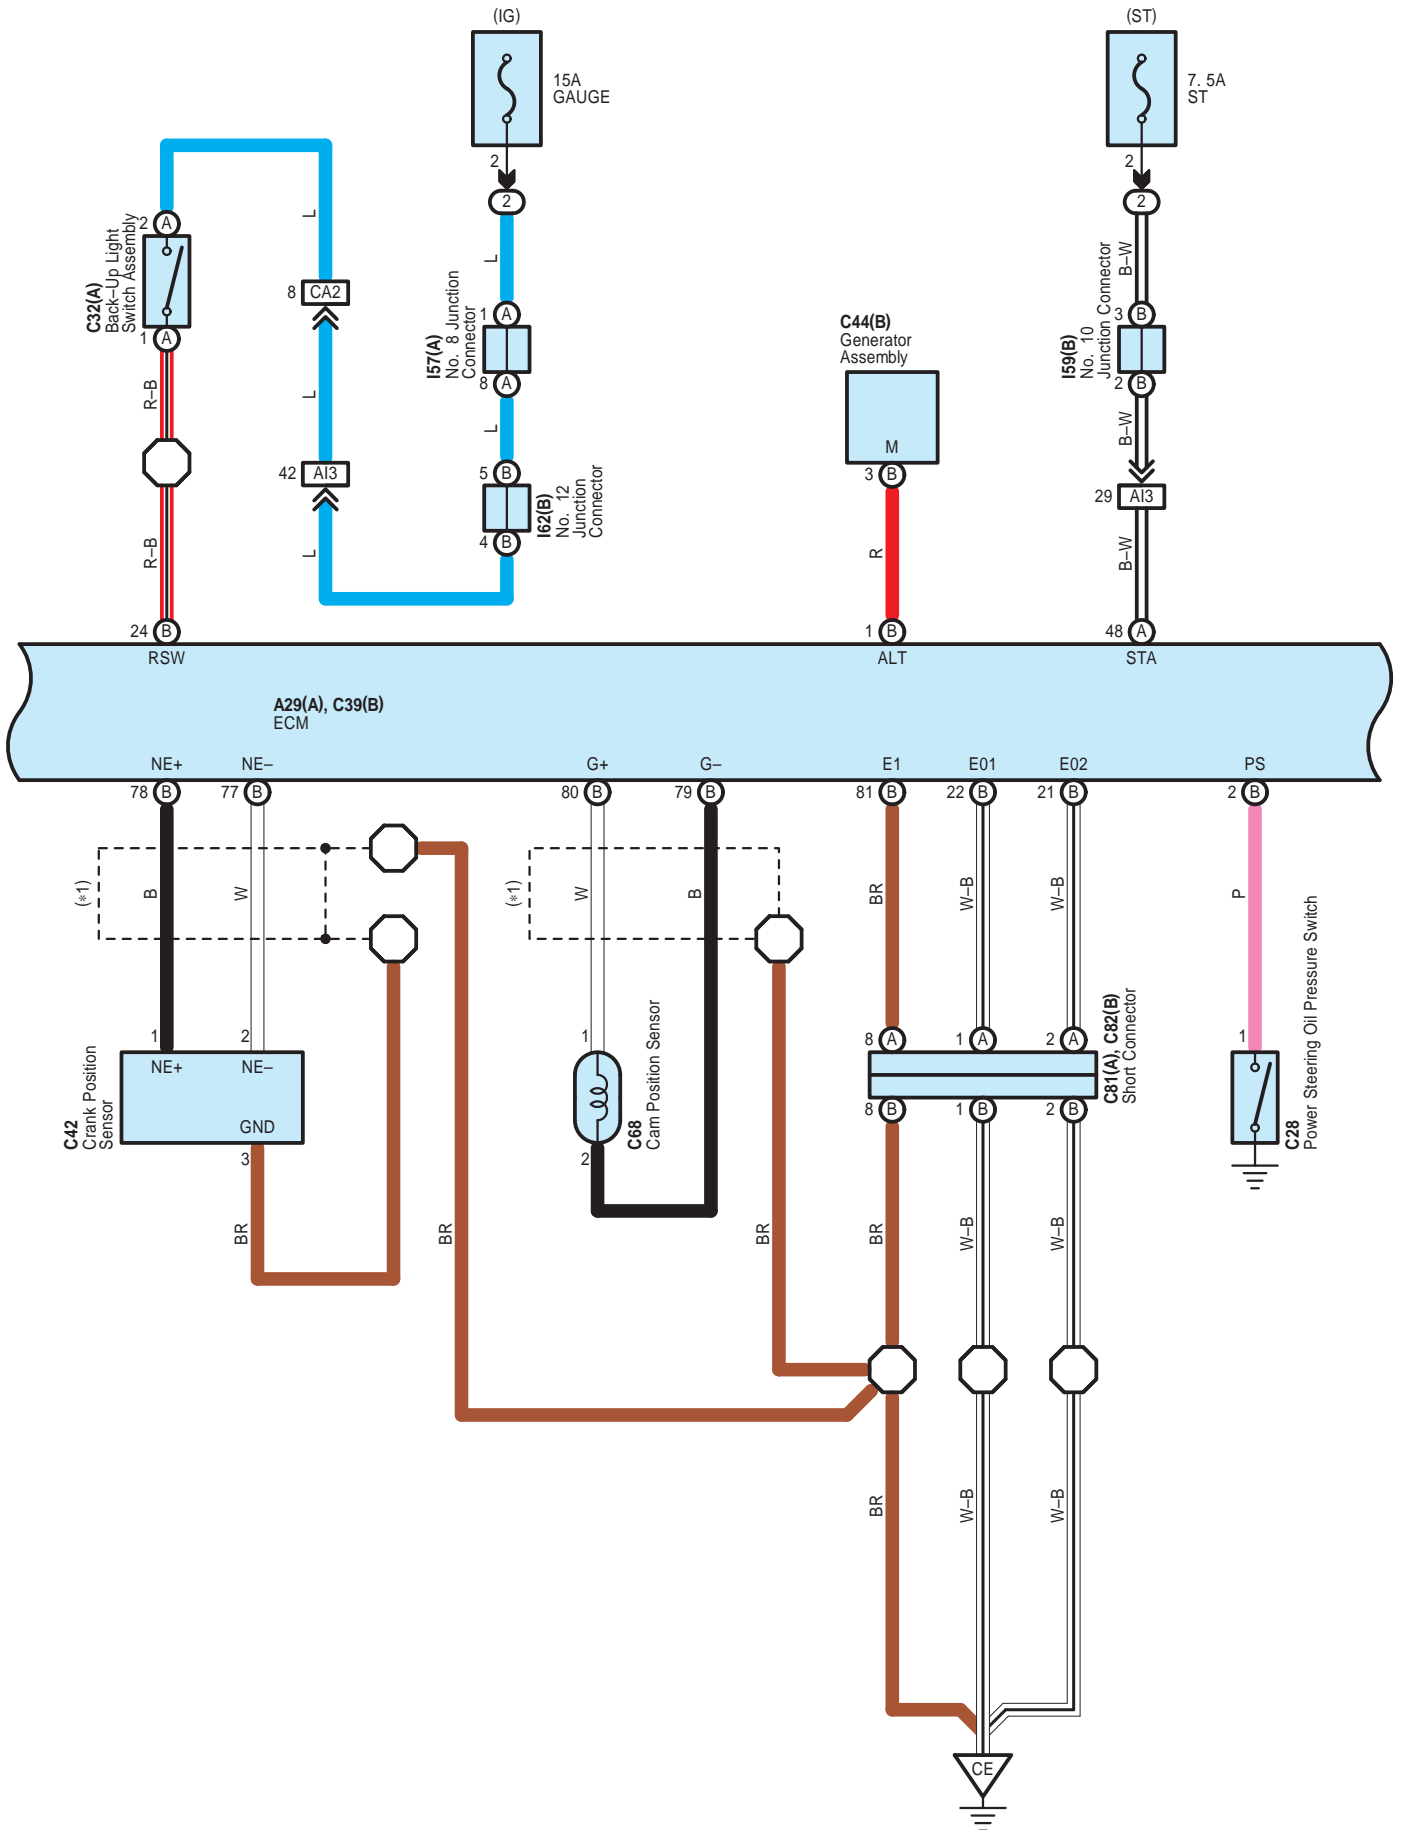 (IG)
15A
GAUGE
2
2
(ST)
7. 5A
ST
2
2
2 A
C32(A)
Back–Up Light
Switch Assembly
1 A
R–B
R–B
24 B
RSW
L
8 CA2
L
42 AI3
L
L
1 A
I57(A)
No. 8 Junction
Connector
8 A
L
5 B
I62(B)
No. 12
Junction
Connector
4 B
C44(B)
Generator
Assembly
M
3 B
R
1 B
ALT
B–W
3 B
I59(B)
No. 10
Junction Connector
2 B
B–W
29 AI3
B–W
48 A
STA
A29(A), C39(B)
ECM
NE+
NE–
G+
G–
E1
E01
E02
PS
78 B
77 B
80 B
79 B
81 B
22 B
21 B
2 B
(*1)
B
W
(*1)
W
B
BR
W–B
W–B
P
1
2
NE+
NE–
GND
3
C42
Crank Position
Sensor
1
C68
Cam Position Sensor
2
8 A
1 A
2 A
C81(A), C82(B)
Short Connector
8 B
1 B
2 B
1
C28
Power Steering Oil Pressure Switch
BR
BR
BR
BR
W–B
W–B
BR
W–B
W–B
CE